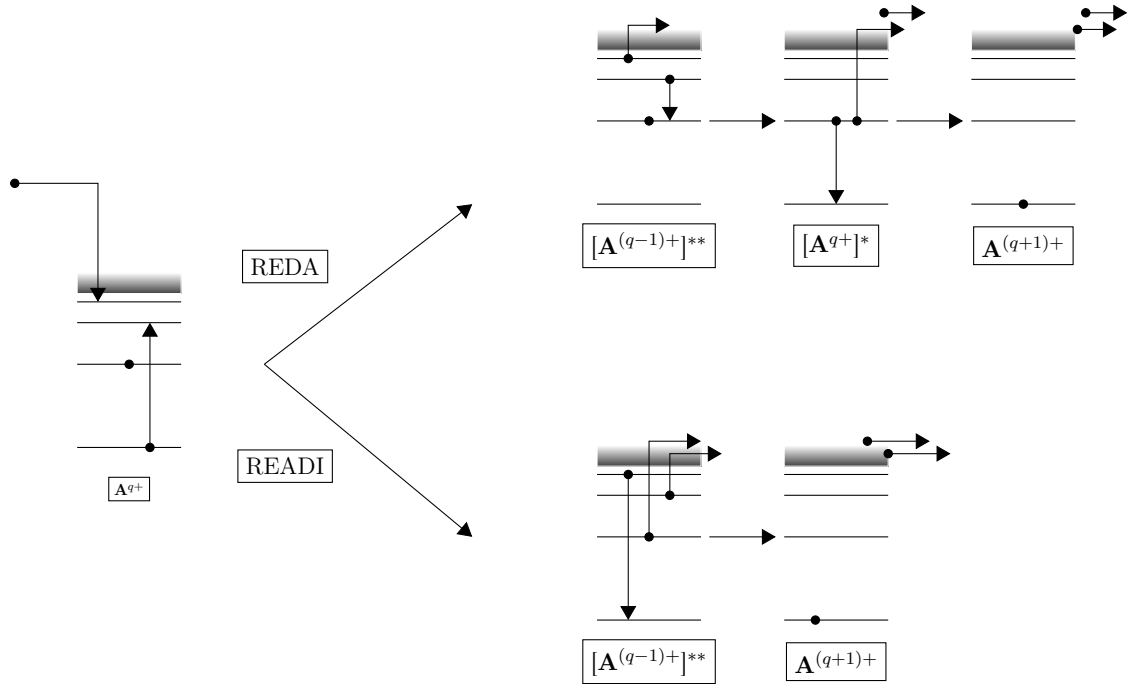 [A^{(q−1)+}]^{**}
[A^{q+}]^{*}
A^{(q+1)+}
REDA
READI
A^{q+}
[A^{(q−1)+}]^{**}
A^{(q+1)+}